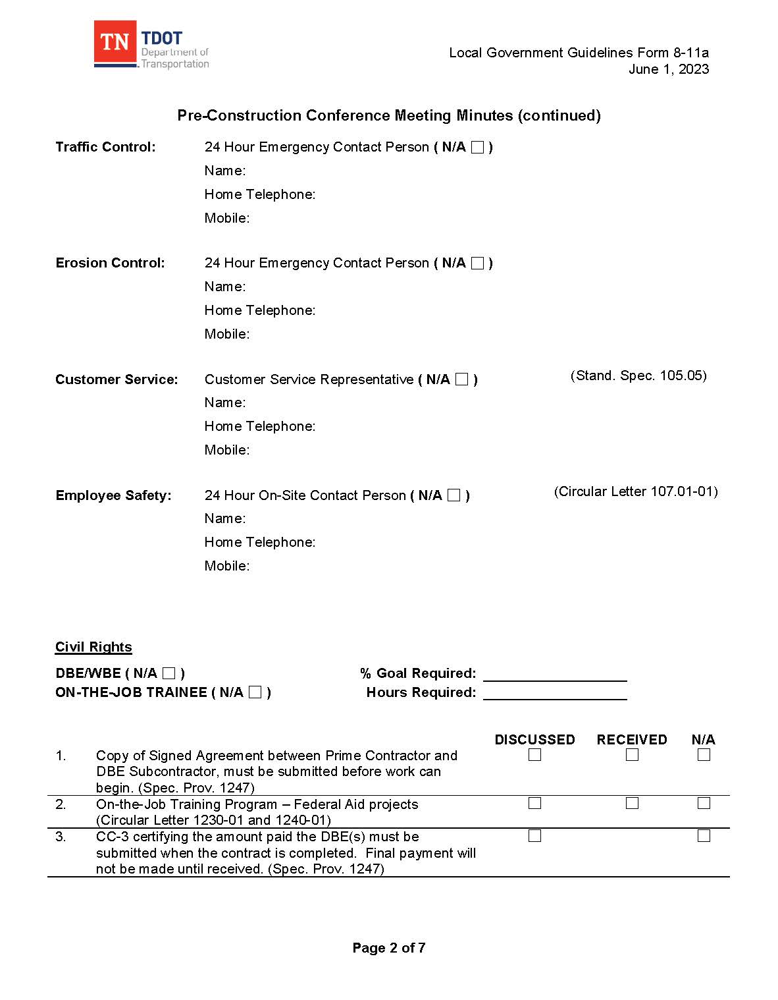 TN TDOT
Department of
Transportation
Local Government Guidelines Form 8-11a
June 1, 2023
Pre-Construction Conference Meeting Minutes (continued)
Traffic Control: 24 Hour Emergency Contact Person ( N/A ☐ )
Name:
Home Telephone:
Mobile:
Erosion Control: 24 Hour Emergency Contact Person ( N/A ☐ )
Name:
Home Telephone:
Mobile:
Customer Service: Customer Service Representative ( N/A ☐ ) (Stand. Spec. 105.05)
Name:
Home Telephone:
Mobile:
Employee Safety: 24 Hour On-Site Contact Person ( N/A ☐ ) (Circular Letter 107.01-01)
Name:
Home Telephone:
Mobile:
Civil Rights
DBE/WBE ( N/A ☐ ) % Goal Required:
ON-THE-JOB TRAINEE ( N/A ☐ ) Hours Required:
DISCUSSED RECEIVED N/A
1. Copy of Signed Agreement between Prime Contractor and ☐ ☐ ☐
DBE Subcontractor, must be submitted before work can
begin. (Spec. Prov. 1247)
2. On-the-Job Training Program – Federal Aid projects ☐ ☐ ☐
(Circular Letter 1230-01 and 1240-01)
3. CC-3 certifying the amount paid the DBE(s) must be ☐ ☐
submitted when the contract is completed. Final payment will
not be made until received. (Spec. Prov. 1247)
Page 2 of 7